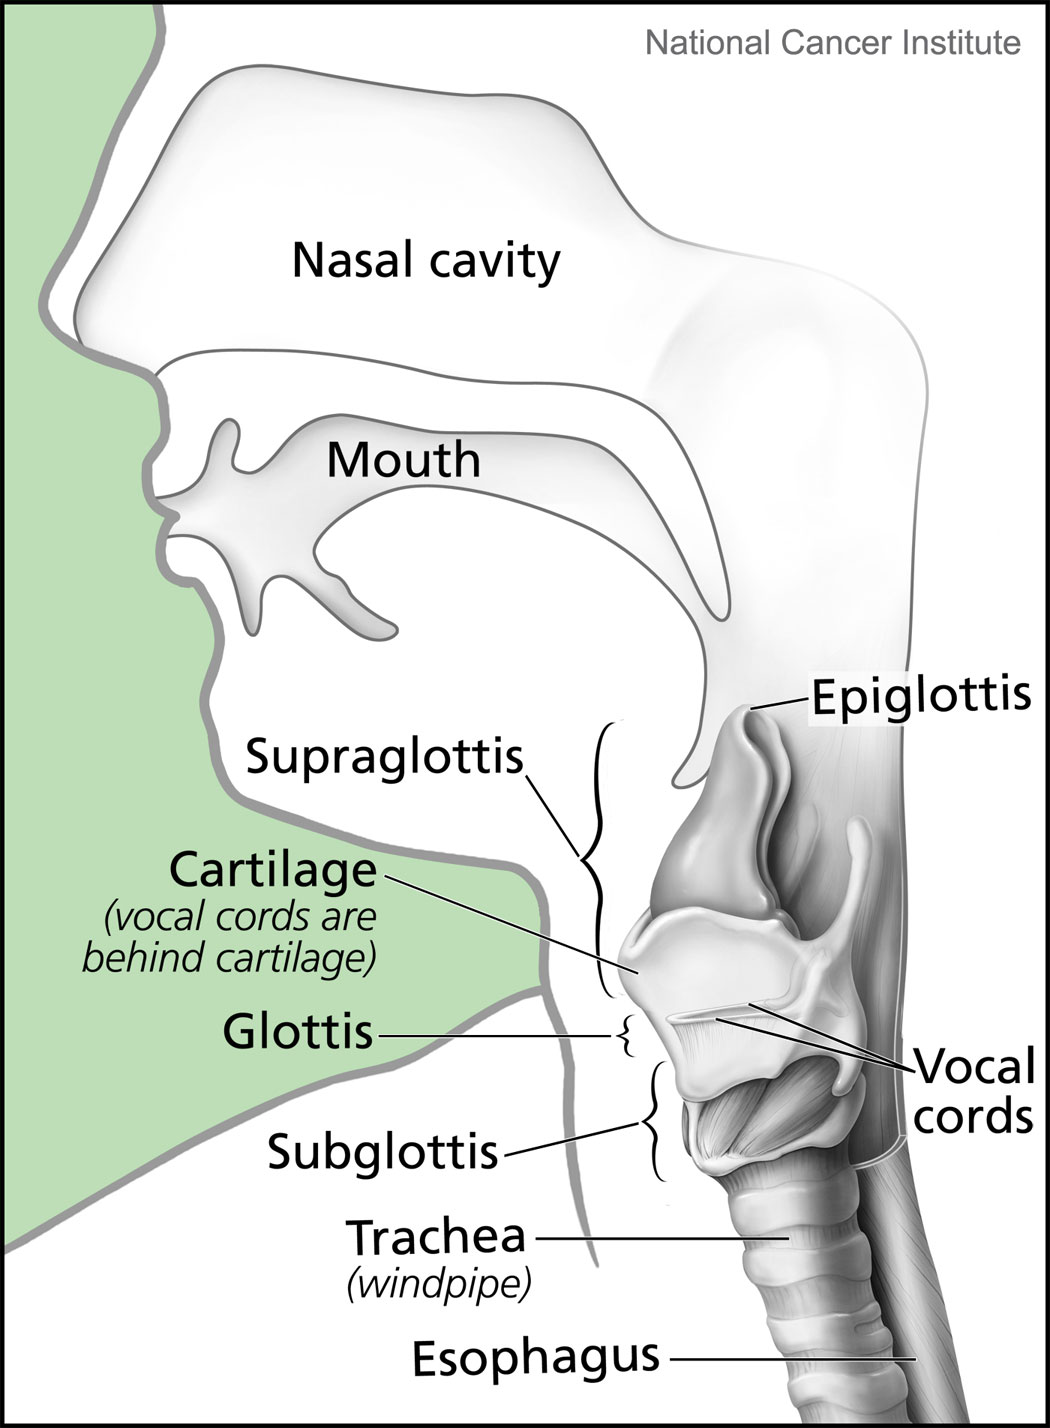 National Cancer Institute
Nasal cavity
Mouth
Epiglottis
Supraglottis
Cartilage
(vocal cords are
behind cartilage)
Glottis
Vocal
cords
Subglottis
Trachea
(windpipe)
Esophagus